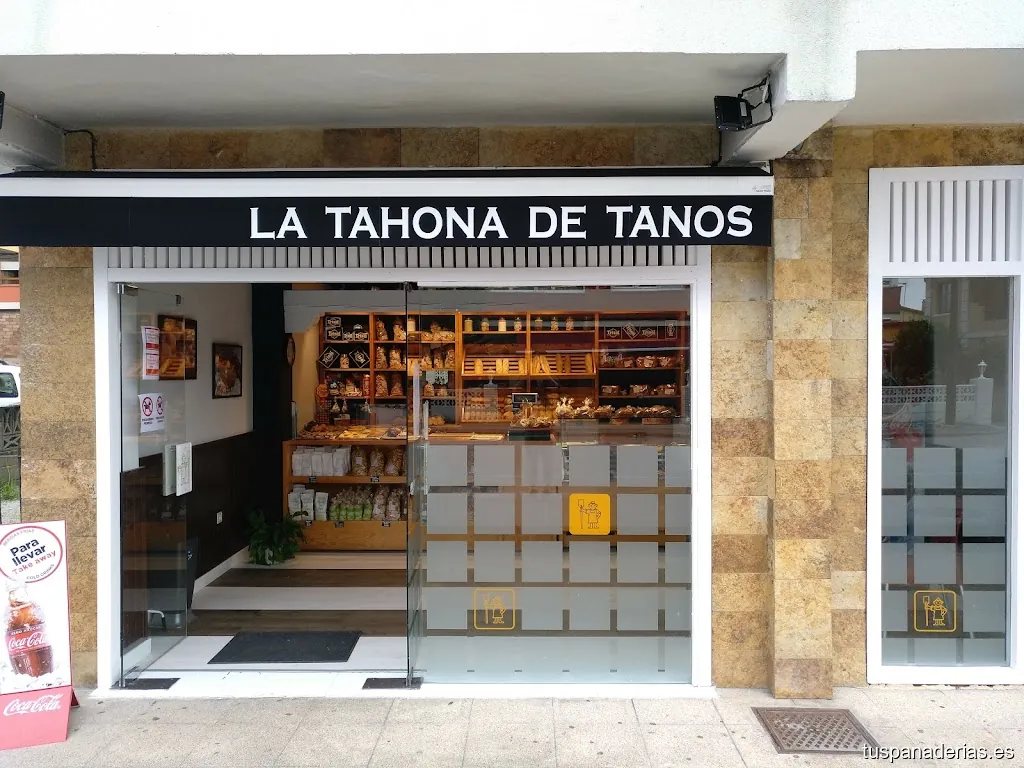 LA TAHONA DE TANOS
Para
llevar
Take away
Coca-Cola
Coca-Cola
tuspanaderias.es